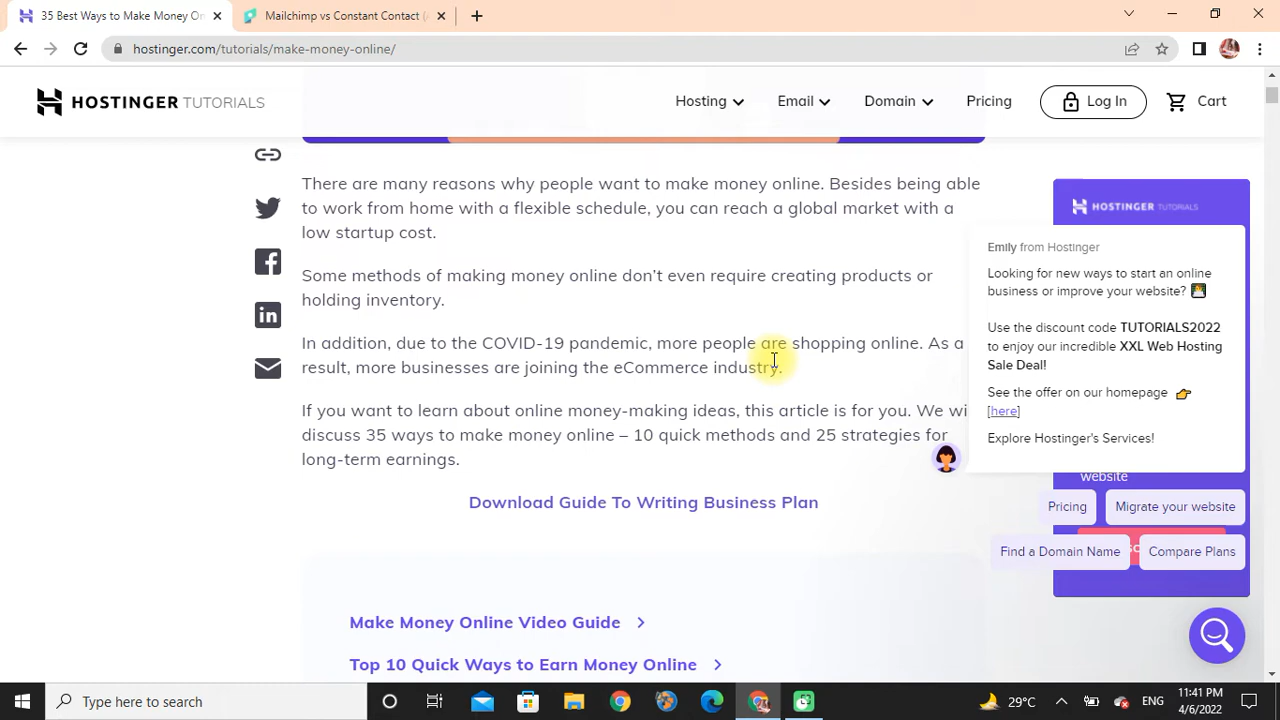 35 Best Ways to Make Money On
Mailchimp vs Constant Contact (
hostinger.com/tutorials/make-money-online/
HOSTINGER TUTORIALS
Hosting
Email
Domain
Pricing
Log In
Cart
There are many reasons why people want to make money online. Besides being able
to work from home with a flexible schedule, you can reach a global market with a
low startup cost.
Some methods of making money online don't even require creating products or
holding inventory.
In addition, due to the COVID-19 pandemic, more people are shopping online. As a
result, more businesses are joining the eCommerce industry.
If you want to learn about online money-making ideas, this article is for you. We wi
discuss 35 ways to make money online – 10 quick methods and 25 strategies for
long-term earnings.
Download Guide To Writing Business Plan
Make Money Online Video Guide
Top 10 Quick Ways to Earn Money Online
HOSTINGER TUTORIALS
Emily from Hostinger
Looking for new ways to start an online
business or improve your website?
Use the discount code TUTORIALS2022
to enjoy our incredible XXL Web Hosting
Sale Deal!
See the offer on our homepage
[here]
Explore Hostinger's Services!
website
Pricing
Migrate your website
Find a Domain Name
Compare Plans
Type here to search
29°C
ENG
11:41 PM
4/6/2022